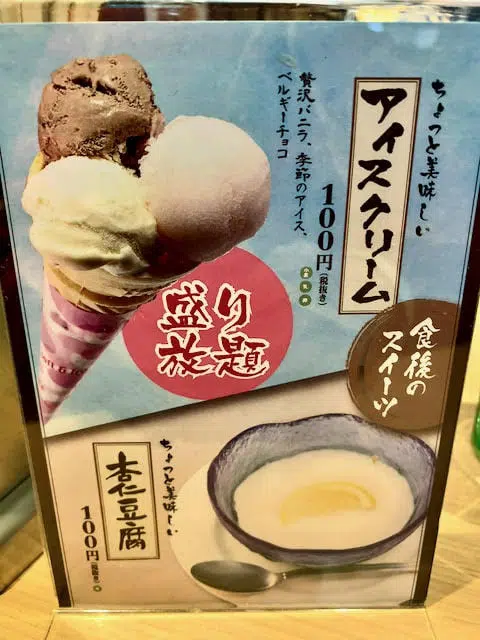 ちょっと美味しい
アイスクリーム
贅沢バニラ、季節のアイス、
ベルギーチョコ
100円(税抜き)
盛り
放題
食後の
スイーツ
ちょっと美味しい
杏仁豆腐
100円(税抜き)